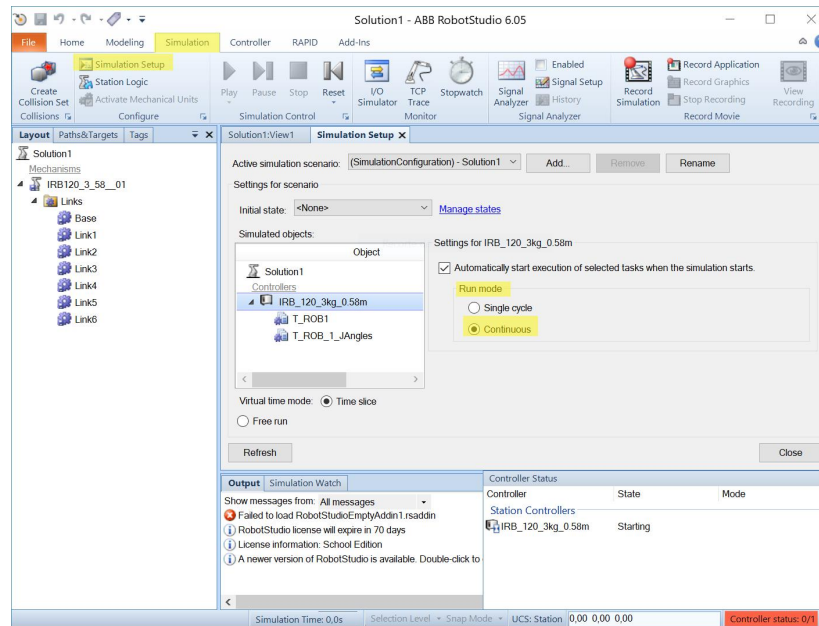 Solution1 - ABB RobotStudio 6.05
File Home Modeling Simulation Controller RAPID Add-Ins
Create Collision Set
Simulation Setup
Station Logic
Activate Mechanical Units
Play Pause Stop Reset
I/O Simulator
TCP Trace
Stopwatch
Signal Analyzer
Enabled
Signal Setup
History
Record Simulation
Record Application
Record Graphics
Stop Recording
View Recording
Collisions Configure Simulation Control Monitor Signal Analyzer Record Movie
Layout Paths&Targets Tags
Solution1
Mechanisms
IRB120_3_58__01
Links
Base
Link1
Link2
Link3
Link4
Link5
Link6
Solution1:View1 Simulation Setup
Active simulation scenario: (SimulationConfiguration) - Solution1 Add... Remove Rename
Settings for scenario
Initial state: <None> Manage states
Simulated objects:
Object
Solution1
Controllers
IRB_120_3kg_0.58m
T_ROB1
T_ROB_1_JAngles
Settings for IRB_120_3kg_0.58m
Automatically start execution of selected tasks when the simulation starts.
Run mode
Single cycle
Continuous
Virtual time mode: Time slice
Free run
Refresh Close
Output Simulation Watch
Show messages from: All messages
Failed to load RobotStudioEmptyAddin1.rsaddin
RobotStudio license will expire in 70 days
License information: School Edition
A newer version of RobotStudio is available. Double-click to
Controller Status
Controller State Mode
Station Controllers
IRB_120_3kg_0.58m Starting
Simulation Time: 0,0s Selection Level Snap Mode UCS: Station 0,00 0,00 0,00 Controller status: 0/1